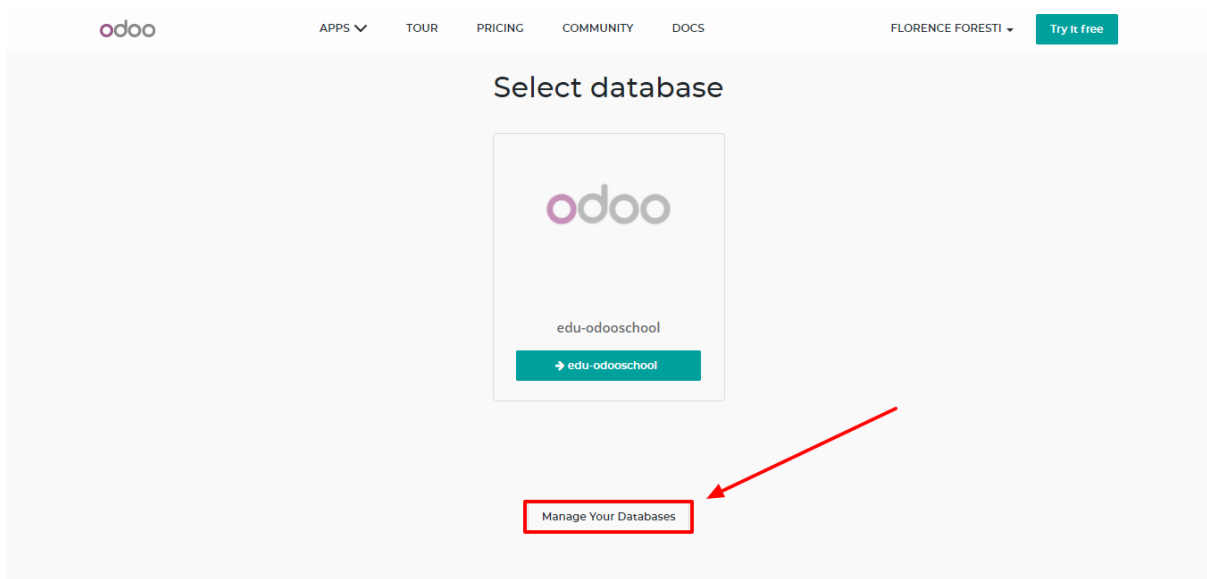 odoo APPS TOUR PRICING COMMUNITY DOCS FLORENCE FORESTI Try It free
Select database
odoo
edu-odooschool
edu-odooschool
Manage Your Databases